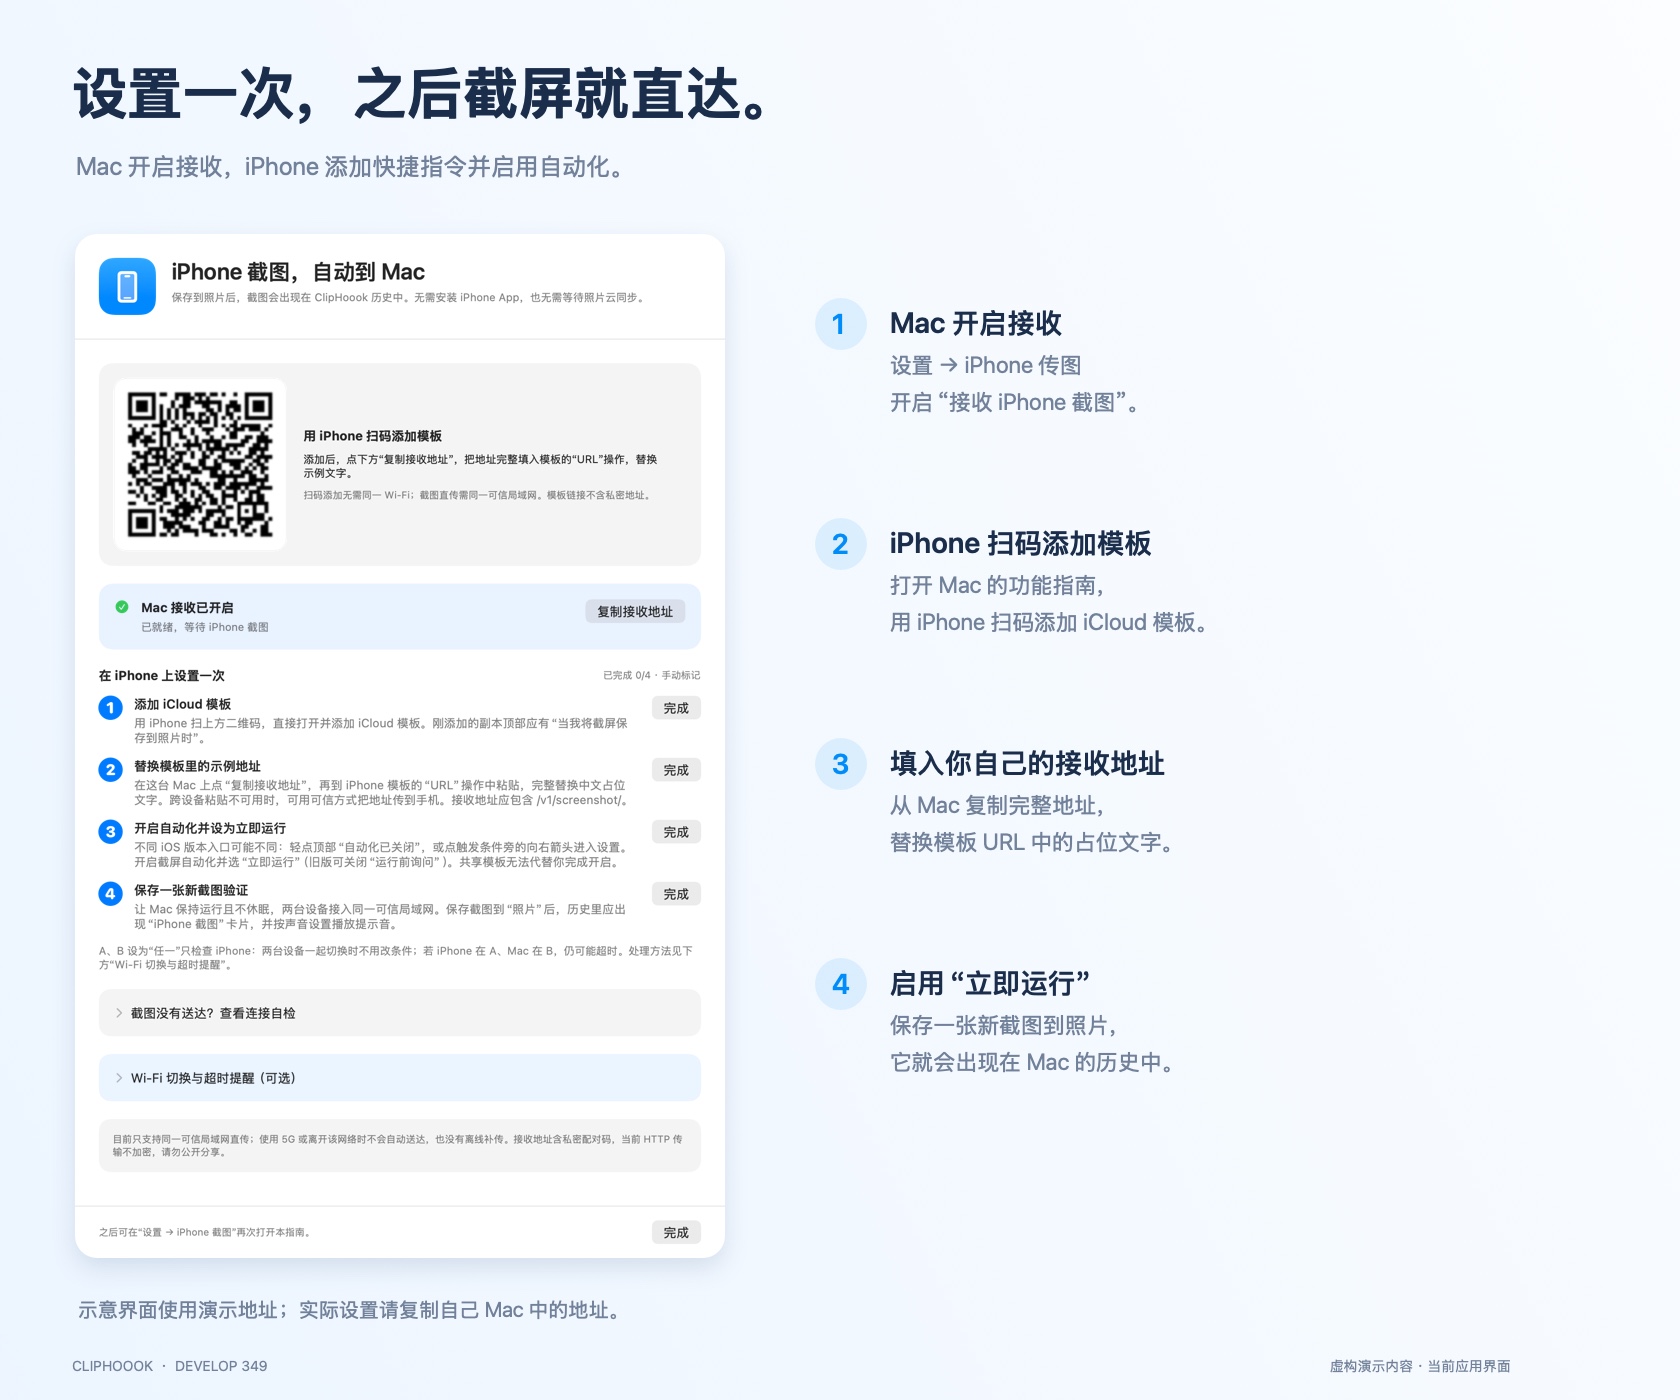 设置一次，之后截屏就直达。
Mac 开启接收，iPhone 添加快捷指令并启用自动化。
iPhone 截图，自动到 Mac
保存到照片后，截图会出现在 ClipHoook 历史中。无需安装 iPhone App，也无需等待照片云同步。
用 iPhone 扫码添加模板
添加后，点下方“复制接收地址”，把地址完整填入模板的“URL”操作，替换
示例文字。
扫码添加无需同一 Wi-Fi；截图直传需同一可信局域网。模板链接不含私密地址。
Mac 接收已开启
已就绪，等待 iPhone 截图
复制接收地址
在 iPhone 上设置一次
已完成 0/4 · 手动标记
1 添加 iCloud 模板
用 iPhone 扫上方二维码，直接打开并添加 iCloud 模板。刚添加的副本顶部应有 “当我将截屏保
存到照片时”。
完成
2 替换模板里的示例地址
在这台 Mac 上点 “复制接收地址”，再到 iPhone 模板的 “URL” 操作中粘贴，完整替换中文占位
文字。跨设备粘贴不可用时，可用可信方式把地址传到手机。接收地址应包含 /v1/screenshot/。
完成
3 开启自动化并设为立即运行
不同 iOS 版本入口可能不同：轻点顶部 “自动化已关闭”，或点触发条件旁的向右箭头进入设置。
开启截屏自动化并选 “立即运行” (旧版可关闭 “运行前询问” )。共享模板无法代替你完成开启。
完成
4 保存一张新截图验证
让 Mac 保持运行且不休眠，两台设备接入同一可信局域网。保存截图到 “照片” 后，历史里应出
现 “iPhone 截图” 卡片，并按声音设置播放提示音。
完成
A、B 设为“任一”只检查 iPhone：两台设备一起切换时不用改条件；若 iPhone 在 A、Mac 在 B，仍可能超时。处理方法见下
方“Wi-Fi 切换与超时提醒”。
截图没有送达？查看连接自检
Wi-Fi 切换与超时提醒（可选）
目前只支持同一可信局域网直传；使用 5G 或离开该网络时不会自动送达，也没有离线补传。接收地址含私密配对码，当前 HTTP 传
输不加密，请勿公开分享。
之后可在“设置 → iPhone 截图”再次打开本指南。
完成
1 Mac 开启接收
设置 → iPhone 传图
开启 “接收 iPhone 截图”。
2 iPhone 扫码添加模板
打开 Mac 的功能指南，
用 iPhone 扫码添加 iCloud 模板。
3 填入你自己的接收地址
从 Mac 复制完整地址，
替换模板 URL 中的占位文字。
4 启用 “立即运行”
保存一张新截图到照片，
它就会出现在 Mac 的历史中。
示意界面使用演示地址；实际设置请复制自己 Mac 中的地址。
CLIPHOOOK · DEVELOP 349
虚构演示内容 · 当前应用界面